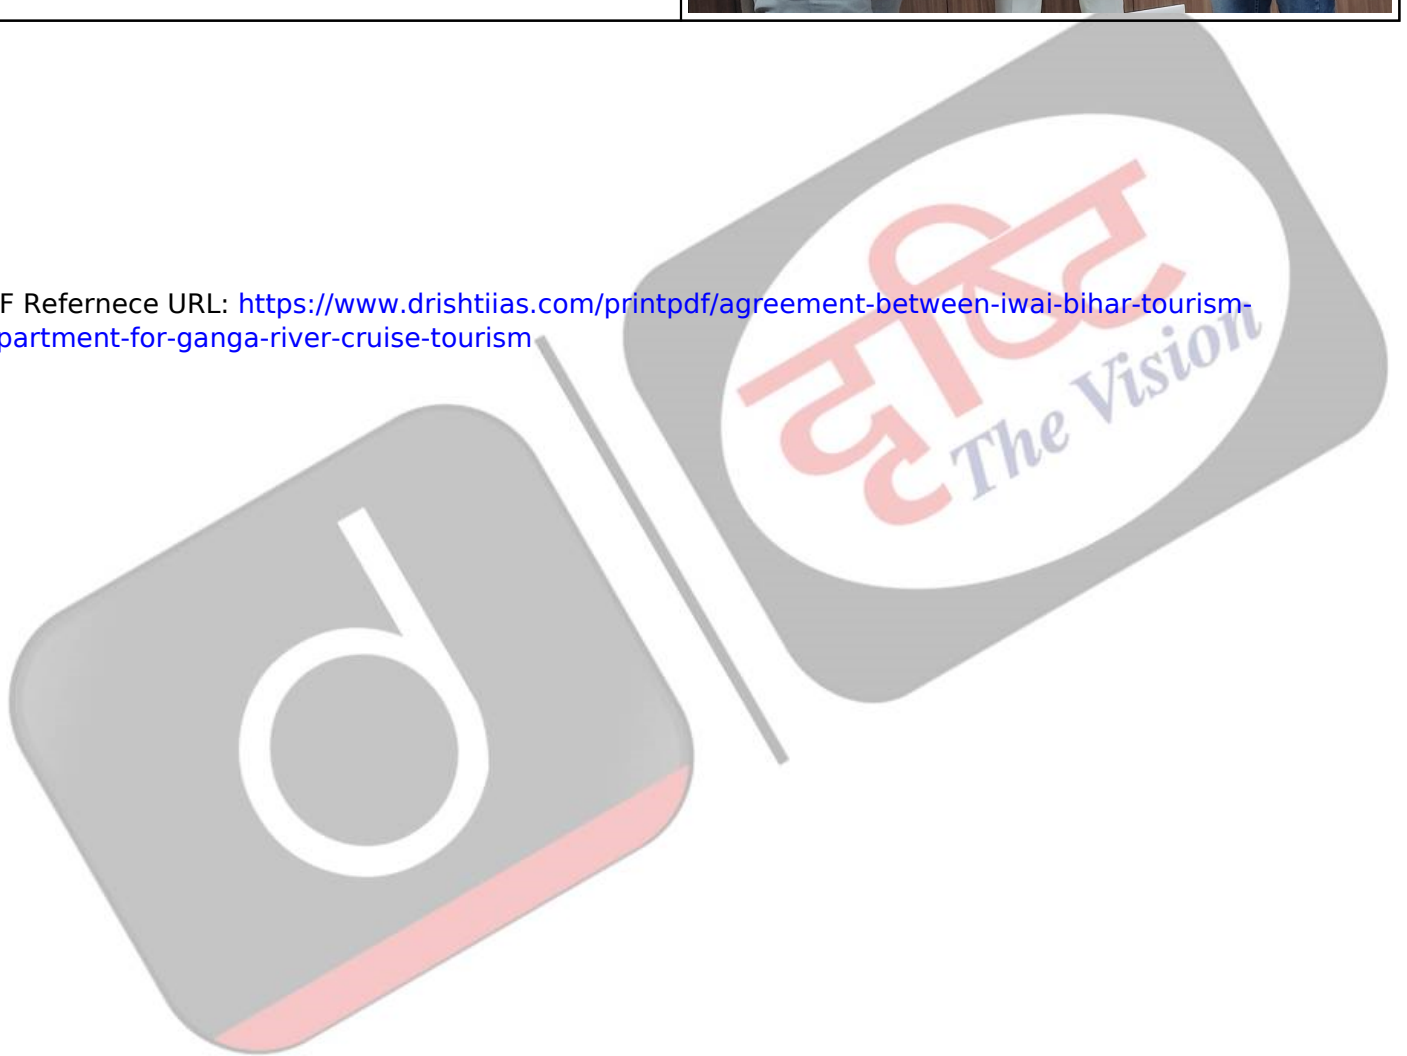 F Refernece URL: https://www.drishtiias.com/printpdf/agreement-between-iwai-bihar-tourism-
partment-for-ganga-river-cruise-tourism
दृष्टि
The Vision
d